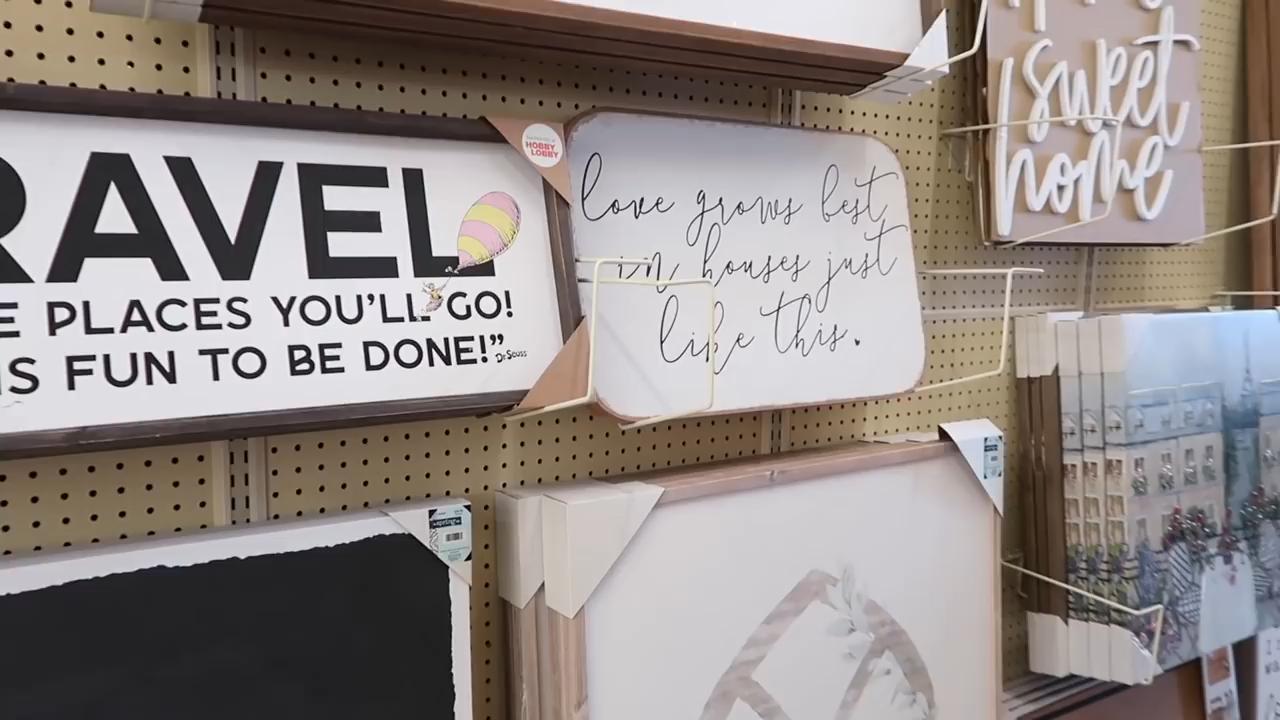 RAVEL
E PLACES YOU'LL GO!
IS FUN TO BE DONE!”
Dr Seuss
HOBBY
LOBBY
love grows best
in houses just
like this.
sweet
home
spring